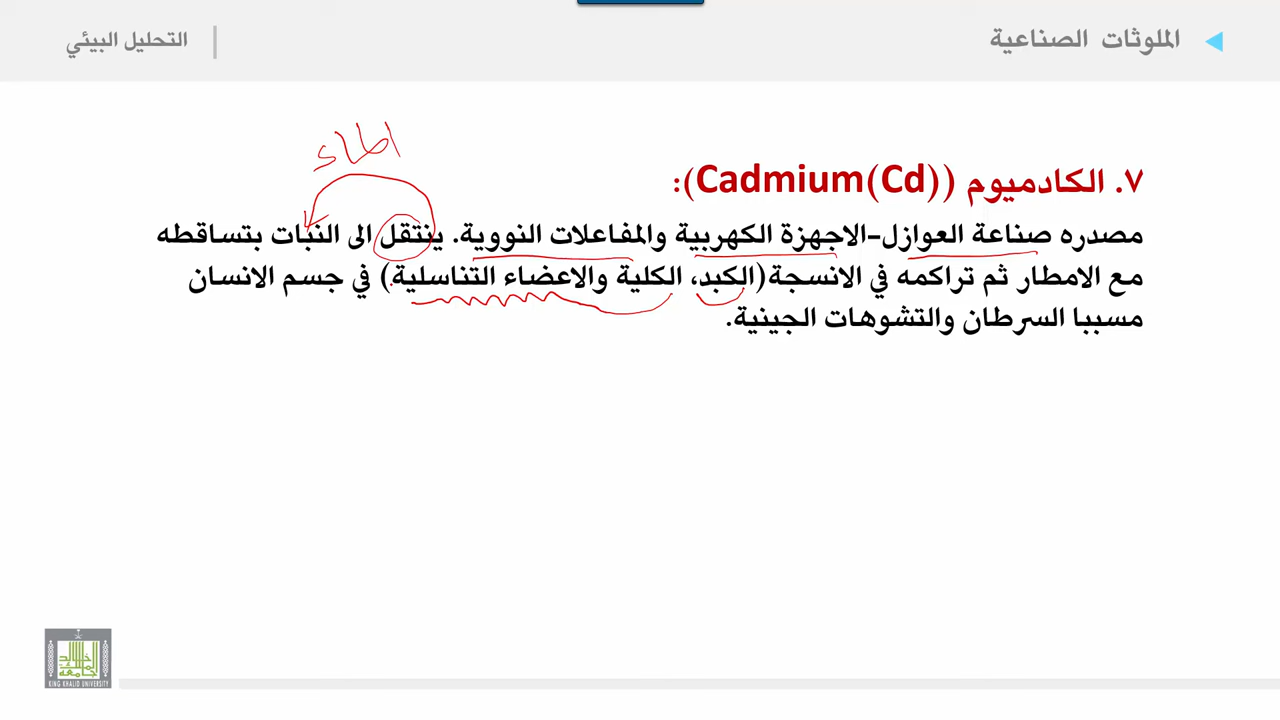 الملوثات الصناعية
التحليل البيئي
٧. الكادميوم (Cadmium(Cd)):
مصدره صناعة العوازل-الاجهزة الكهربية والمفاعلات النووية. ينتقل الى النبات بتساقطه
مع الامطار ثم تراكمه في الانسجة(الكبد، الكلية والاعضاء التناسلية) في جسم الانسان
مسببا السرطان والتشوهات الجينية.
KING KHALID UNIVERSITY